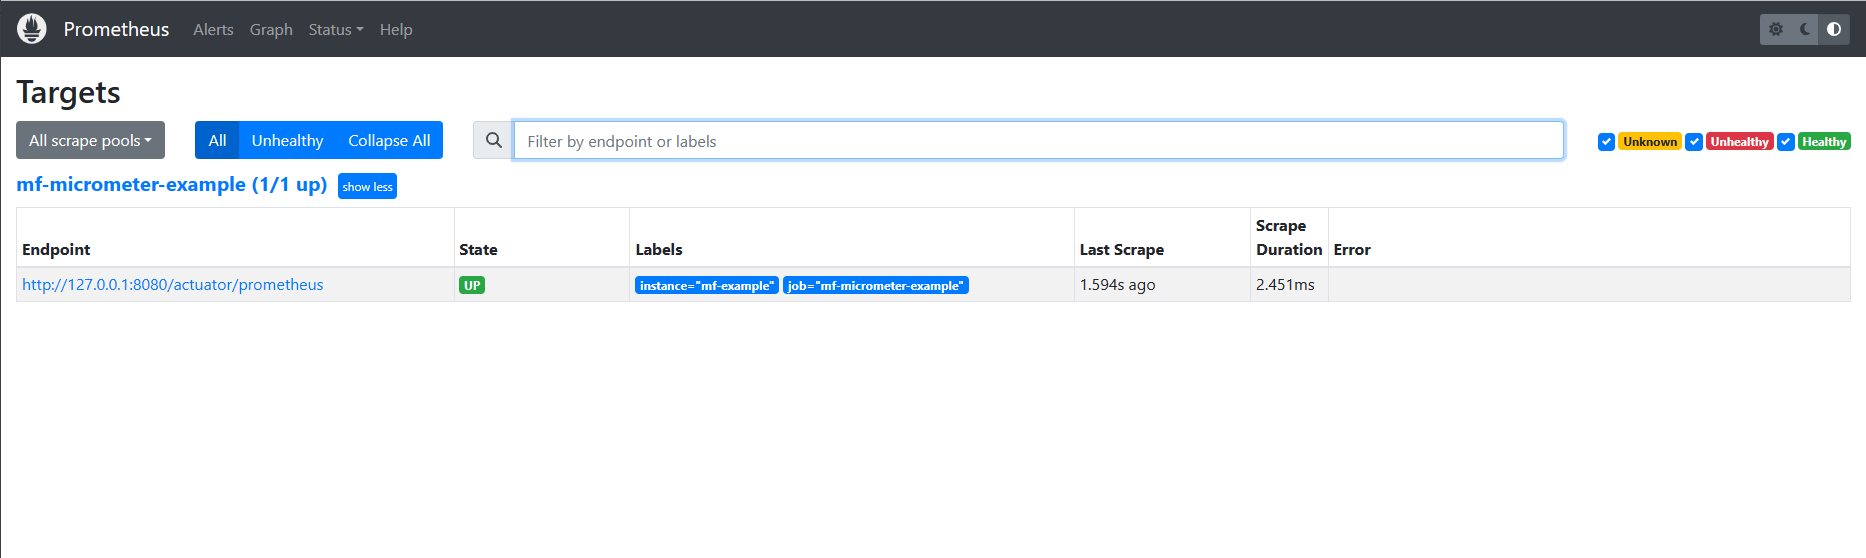 Prometheus Alerts Graph Status Help
Targets
All scrape pools All Unhealthy Collapse All Filter by endpoint or labels Unknown Unhealthy Healthy
mf-micrometer-example (1/1 up) show less
Endpoint State Labels Last Scrape Scrape Duration Error
http://127.0.0.1:8080/actuator/prometheus UP instance="mf-example" job="mf-micrometer-example" 1.594s ago 2.451ms